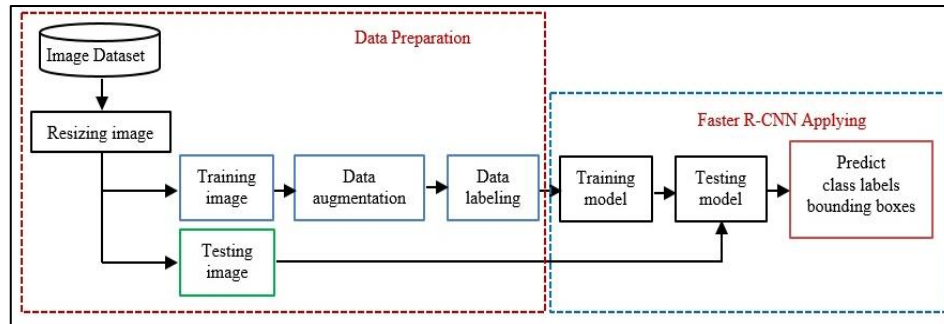 Data Preparation
Image Dataset
Resizing image
Faster R-CNN Applying
Training
image
Data
augmentation
Data
labeling
Training
model
Testing
model
Predict
class labels
bounding boxes
Testing
image